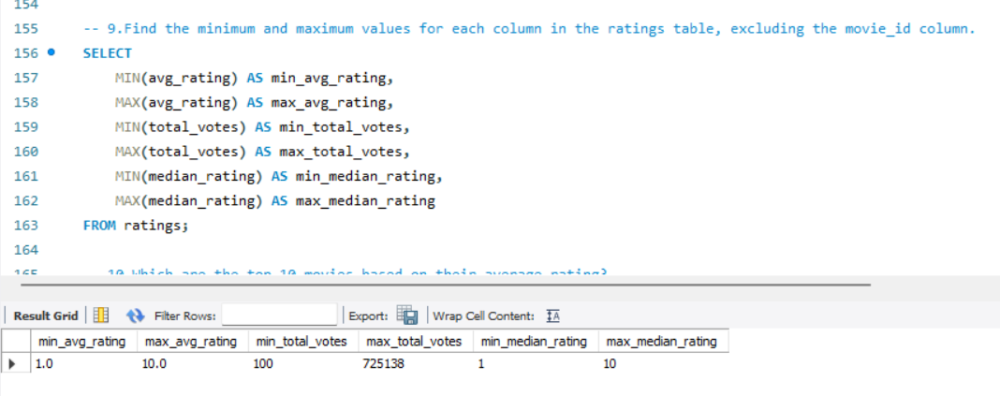 154
155 -- 9.Find the minimum and maximum values for each column in the ratings table, excluding the movie_id column.
156 SELECT
157 MIN(avg_rating) AS min_avg_rating,
158 MAX(avg_rating) AS max_avg_rating,
159 MIN(total_votes) AS min_total_votes,
160 MAX(total_votes) AS max_total_votes,
161 MIN(median_rating) AS min_median_rating,
162 MAX(median_rating) AS max_median_rating
163 FROM ratings;
164
165 10 Which are the top 10 movies based on their average rating?
Result Grid Filter Rows: Export: Wrap Cell Content: IA
min_avg_rating max_avg_rating min_total_votes max_total_votes min_median_rating max_median_rating
1.0 10.0 100 725138 1 10